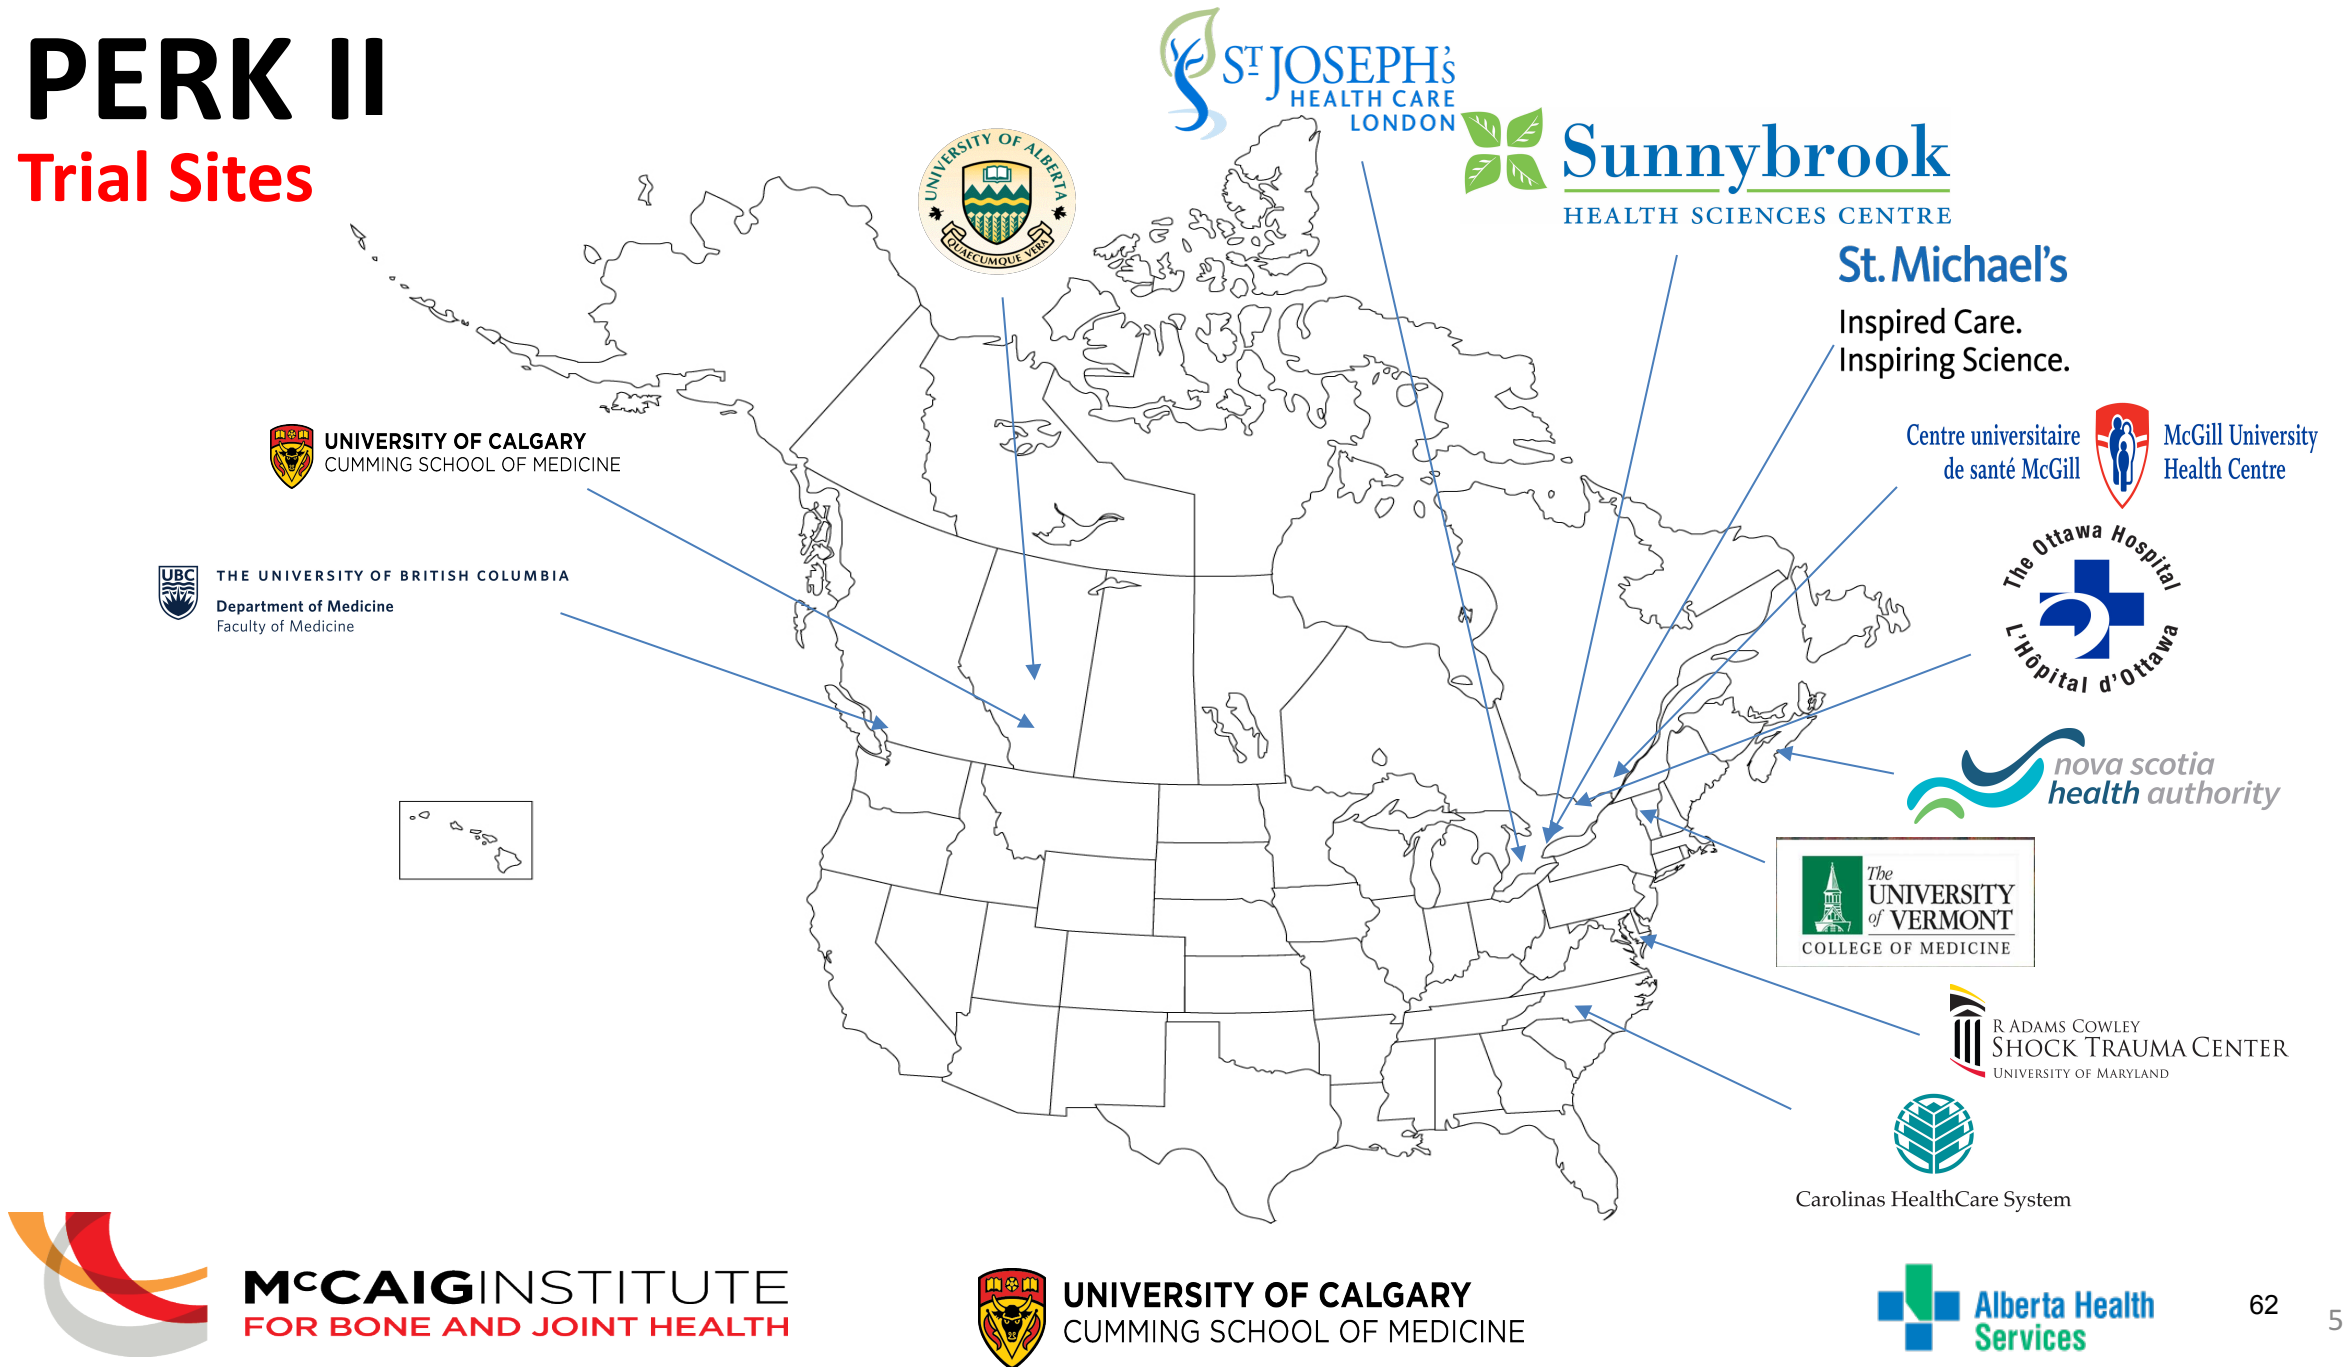 PERK II
Trial Sites
UNIVERSITY OF ALBERTA
QUAECUMQUE VERA
ST JOSEPH's
HEALTH CARE
LONDON
Sunnybrook
HEALTH SCIENCES CENTRE
St. Michael's
Inspired Care.
Inspiring Science.
UNIVERSITY OF CALGARY
CUMMING SCHOOL OF MEDICINE
Centre universitaire
de santé McGill
McGill University
Health Centre
The Ottawa Hospital
L'Hôpital d'Ottawa
UBC
THE UNIVERSITY OF BRITISH COLUMBIA
Department of Medicine
Faculty of Medicine
nova scotia
health authority
The
UNIVERSITY
of VERMONT
COLLEGE OF MEDICINE
R ADAMS COWLEY
SHOCK TRAUMA CENTER
UNIVERSITY OF MARYLAND
Carolinas HealthCare System
McCAIG INSTITUTE
FOR BONE AND JOINT HEALTH
UNIVERSITY OF CALGARY
CUMMING SCHOOL OF MEDICINE
Alberta Health
Services
62
5